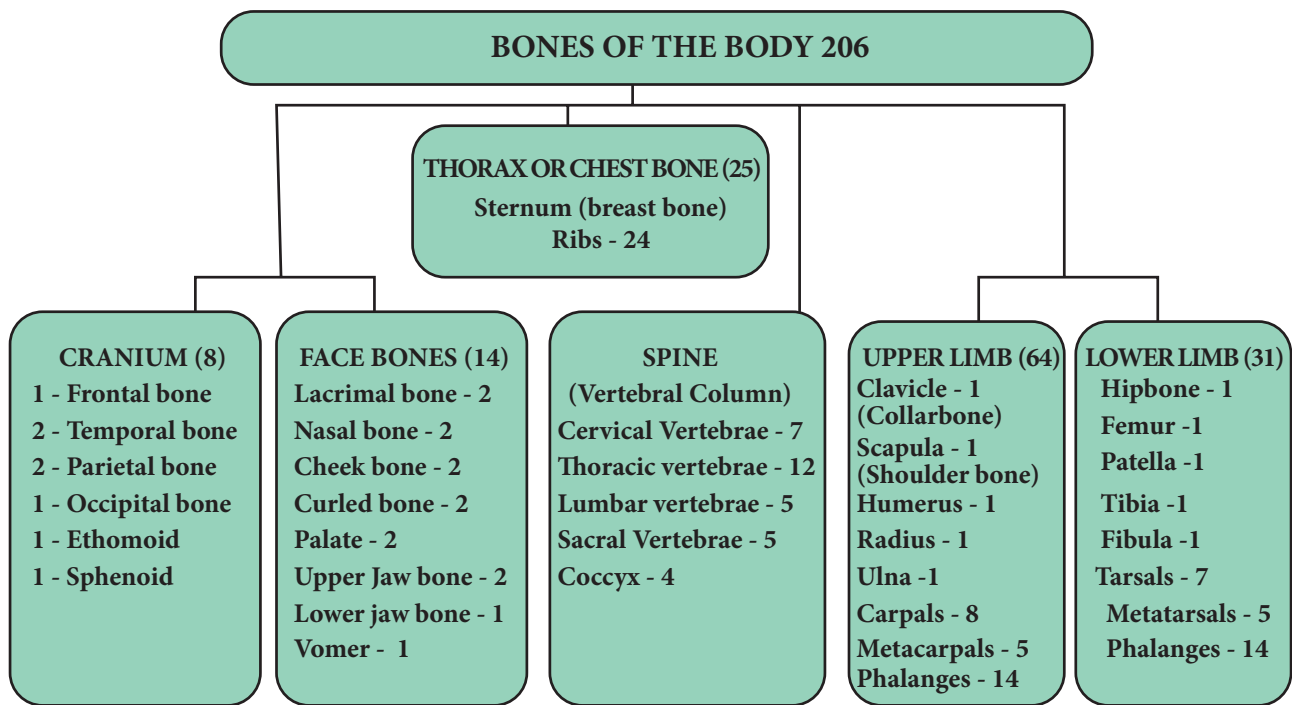 BONES OF THE BODY 206
THORAX OR CHEST BONE (25)
Sternum (breast bone)
Ribs - 24
CRANIUM (8)
1 - Frontal bone
2 - Temporal bone
2 - Parietal bone
1 - Occipital bone
1 - Ethomoid
1 - Sphenoid
FACE BONES (14)
Lacrimal bone - 2
Nasal bone - 2
Cheek bone - 2
Curled bone - 2
Palate - 2
Upper Jaw bone - 2
Lower jaw bone - 1
Vomer - 1
SPINE
(Vertebral Column)
Cervical Vertebrae - 7
Thoracic vertebrae - 12
Lumbar vertebrae - 5
Sacral Vertebrae - 5
Coccyx - 4
UPPER LIMB (64)
Clavicle - 1
(Collarbone)
Scapula - 1
(Shoulder bone)
Humerus - 1
Radius - 1
Ulna -1
Carpals - 8
Metacarpals - 5
Phalanges - 14
LOWER LIMB (31)
Hipbone - 1
Femur -1
Patella -1
Tibia -1
Fibula -1
Tarsals - 7
Metatarsals - 5
Phalanges - 14